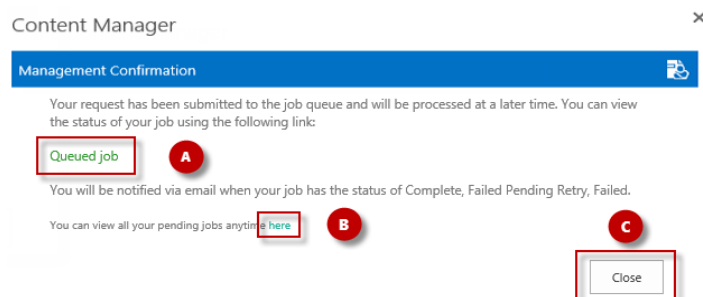 Content Manager
Management Confirmation
Your request has been submitted to the job queue and will be processed at a later time. You can view
the status of your job using the following link:
Queued job
A
You will be notified via email when your job has the status of Complete, Failed Pending Retry, Failed.
You can view all your pending jobs anytime here
B
C
Close